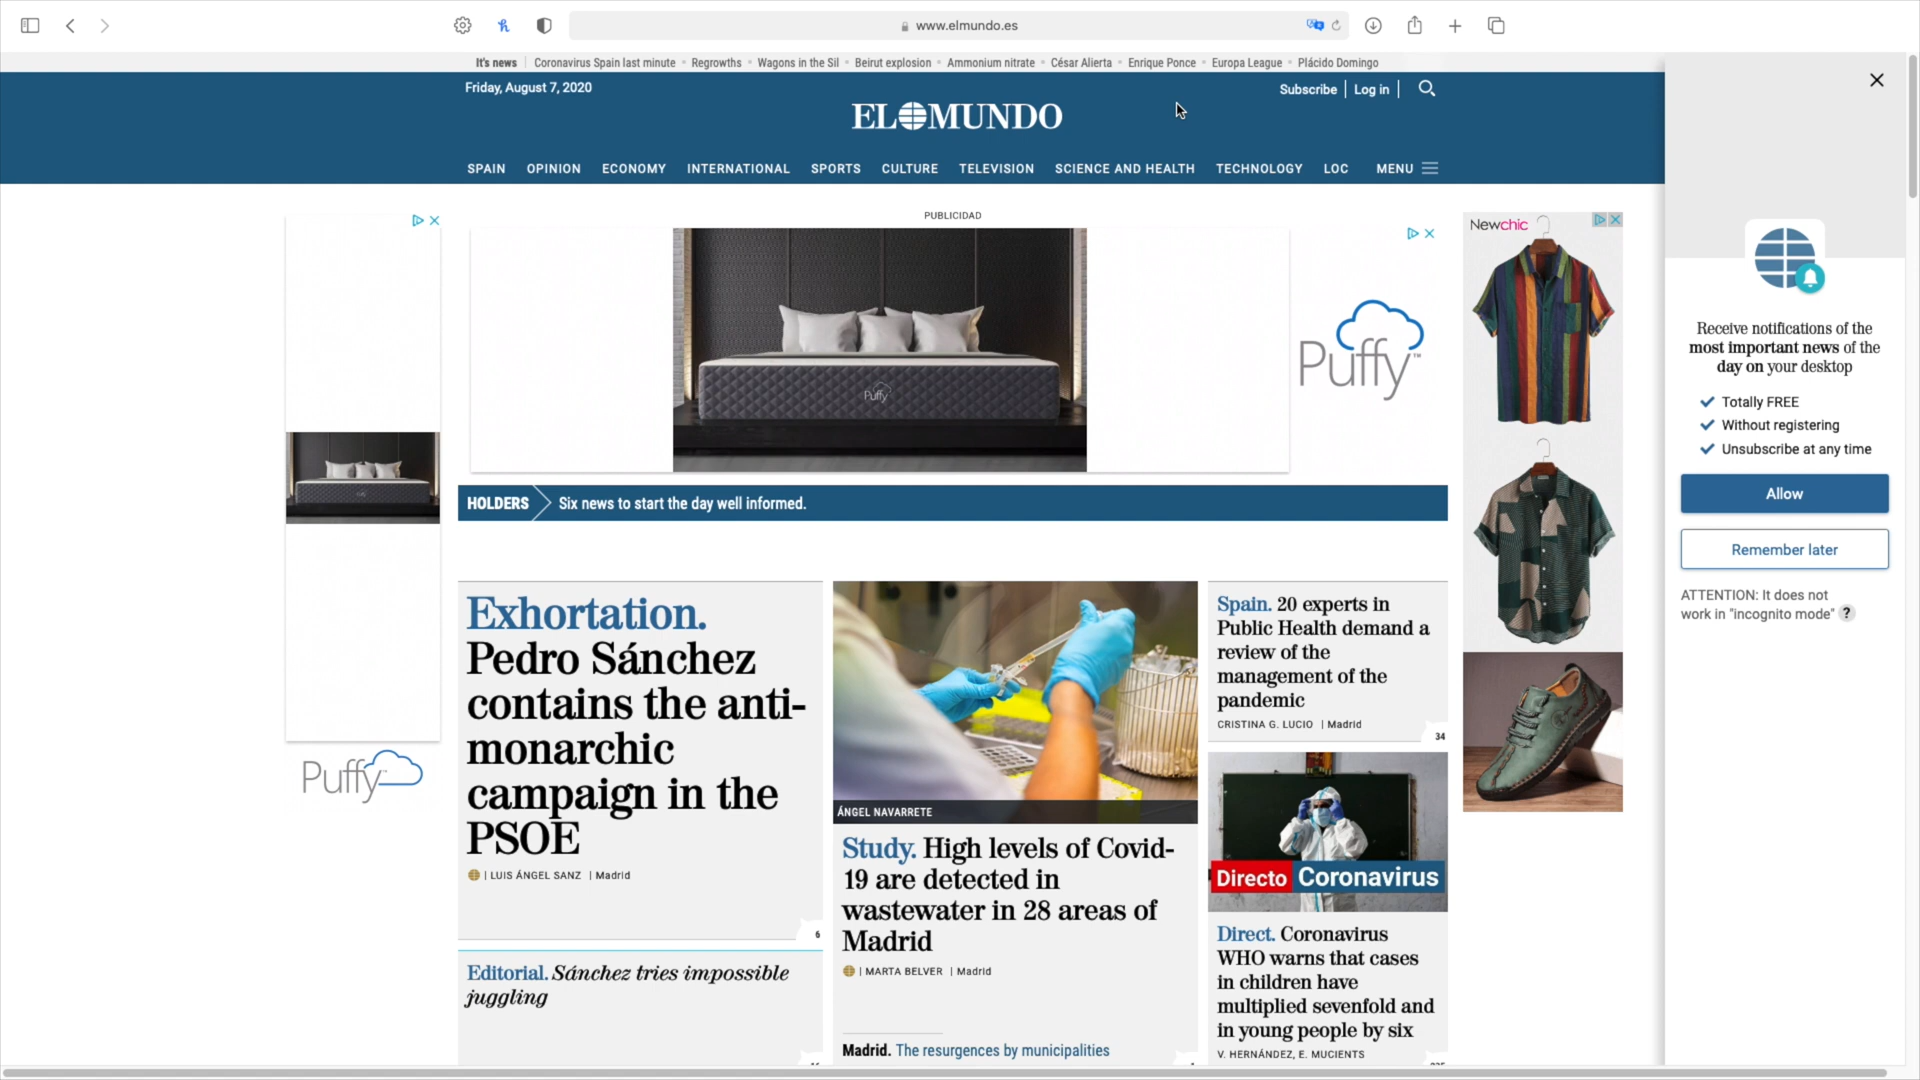 www.elmundo.es
It's news
Coronavirus Spain last minute
Regrowths
Wagons in the Sil
Beirut explosion
Ammonium nitrate
César Alierta
Enrique Ponce
Europa League
Plácido Domingo
Friday, August 7, 2020
Subscribe
Log in
EL MUNDO
SPAIN
OPINION
ECONOMY
INTERNATIONAL
SPORTS
CULTURE
TELEVISION
SCIENCE AND HEALTH
TECHNOLOGY
LOC
MENU
PUBLICIDAD
Puffy
Puffy™
Newchic
HOLDERS
Six news to start the day well informed.
Exhortation.
Pedro Sánchez
contains the anti-
monarchic
campaign in the
PSOE
| LUIS ÁNGEL SANZ | Madrid
6
Editorial. Sánchez tries impossible
juggling
Puffy
ÁNGEL NAVARRETE
Study. High levels of Covid-
19 are detected in
wastewater in 28 areas of
Madrid
| MARTA BELVER | Madrid
Madrid. The resurgences by municipalities
Spain. 20 experts in
Public Health demand a
review of the
management of the
pandemic
CRISTINA G. LUCIO | Madrid
34
Directo Coronavirus
Direct. Coronavirus
WHO warns that cases
in children have
multiplied sevenfold and
in young people by six
V. HERNÁNDEZ, E. MUCIENTS
Receive notifications of the
most important news of the
day on your desktop
Totally FREE
Without registering
Unsubscribe at any time
Allow
Remember later
ATTENTION: It does not
work in "incognito mode" ?